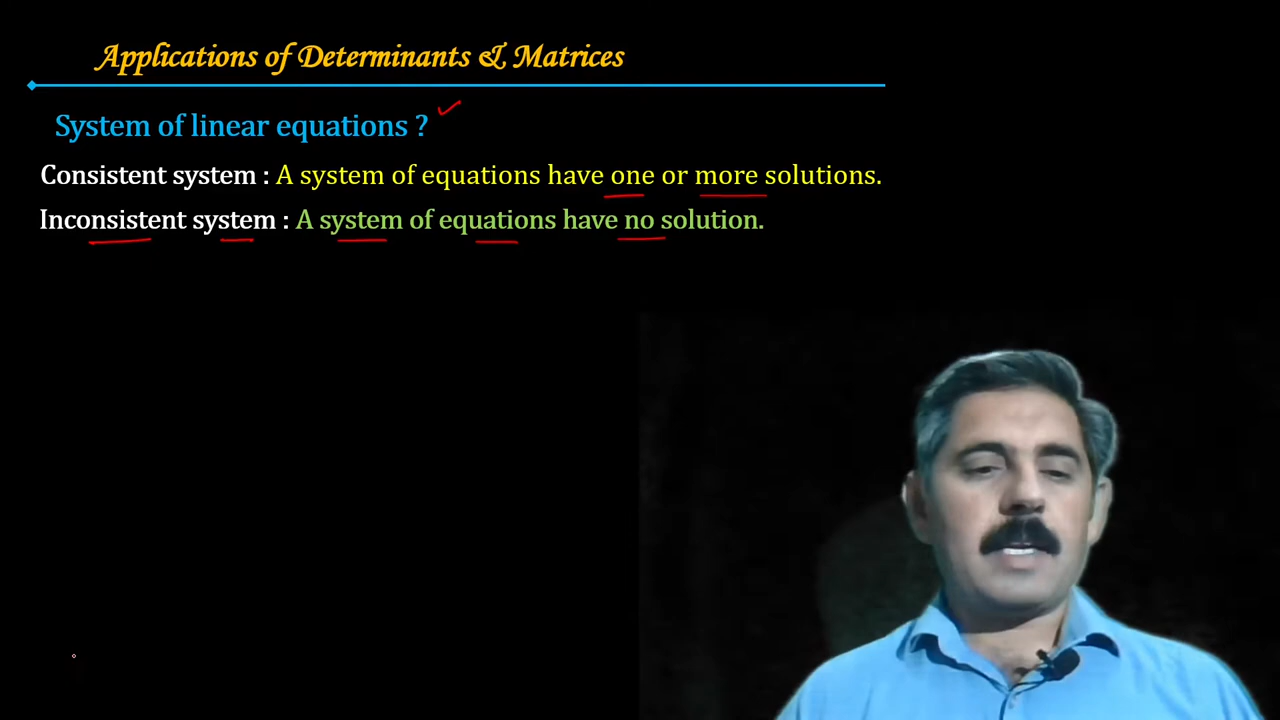 Applications of Determinants & Matrices
System of linear equations ?
Consistent system : A system of equations have one or more solutions.
Inconsistent system : A system of equations have no solution.